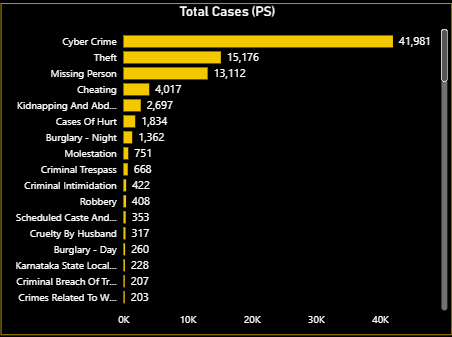 Total Cases (PS)
Cyber Crime 41,981
Theft 15,176
Missing Person 13,112
Cheating 4,017
Kidnapping And Abd... 2,697
Cases Of Hurt 1,834
Burglary - Night 1,362
Molestation 751
Criminal Trespass 668
Criminal Intimidation 422
Robbery 408
Scheduled Caste And... 353
Cruelty By Husband 317
Burglary - Day 260
Karnataka State Local... 228
Criminal Breach Of Tr... 207
Crimes Related To W... 203
0K 10K 20K 30K 40K